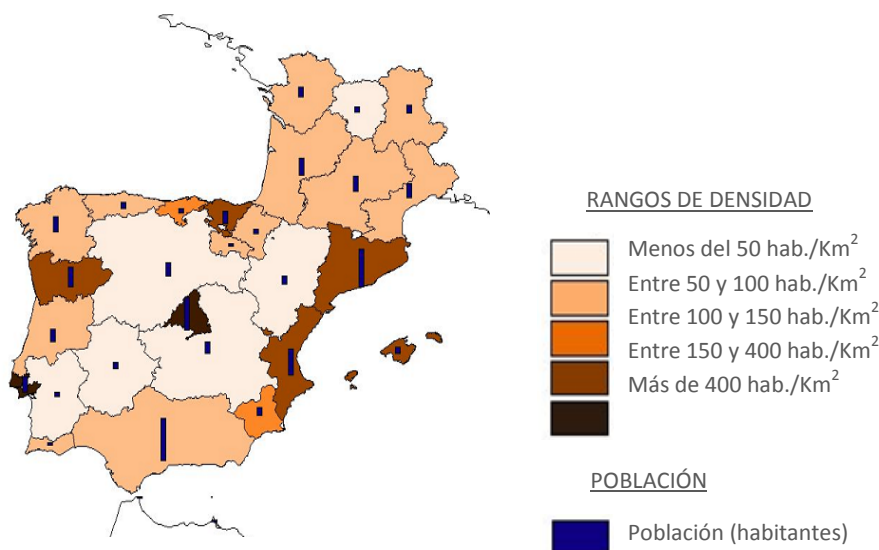 RANGOS DE DENSIDAD
Menos del 50 hab./Km²
Entre 50 y 100 hab./Km²
Entre 100 y 150 hab./Km²
Entre 150 y 400 hab./Km²
Más de 400 hab./Km²
POBLACIÓN
Población (habitantes)